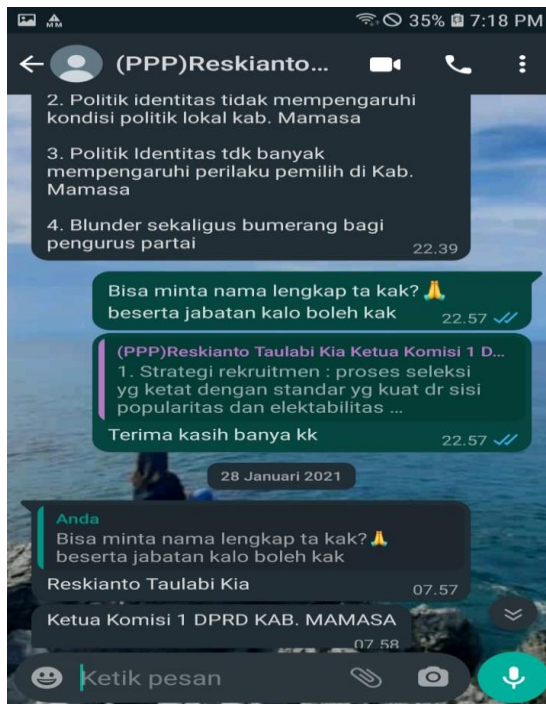 MM 35% 7:18 PM
(PPP)Reskianto...
2. Politik identitas tidak mempengaruhi
kondisi politik lokal kab. Mamasa
3. Politik Identitas tdk banyak
mempengaruhi perilaku pemilih di Kab.
Mamasa
4. Blunder sekaligus bumerang bagi
pengurus partai
22.39
Bisa minta nama lengkap ta kak? 🙏
beserta jabatan kalo boleh kak
22.57
(PPP)Reskianto Taulabi Kia Ketua Komisi 1 D...
1. Strategi rekruitmen : proses seleksi
yg ketat dengan standar yg kuat dr sisi
popularitas dan elektabilitas ...
Terima kasih banya kk
22.57
28 Januari 2021
Anda
Bisa minta nama lengkap ta kak? 🙏
beserta jabatan kalo boleh kak
Reskianto Taulabi Kia
07.57
Ketua Komisi 1 DPRD KAB. MAMASA
07.58
Ketik pesan